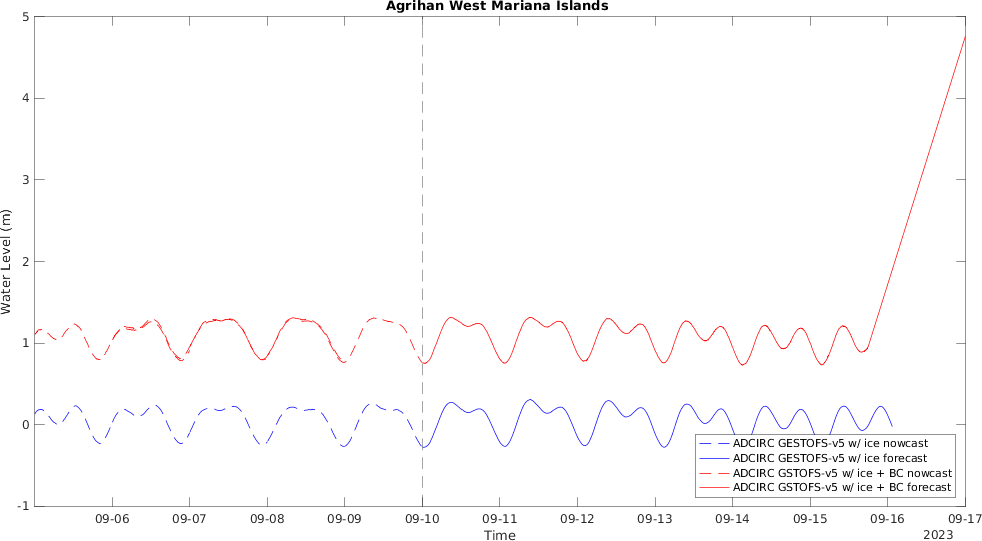 Agrihan West Mariana Islands
5
4
3
2
1
0
-1
Water Level (m)
ADCIRC GESTOFS-v5 w/ ice nowcast
ADCIRC GESTOFS-v5 w/ ice forecast
ADCIRC GSTOFS-v5 w/ ice + BC nowcast
ADCIRC GSTOFS-v5 w/ ice + BC forecast
09-06 09-07 09-08 09-09 09-10 09-11 09-12 09-13 09-14 09-15 09-16 09-17
Time
2023